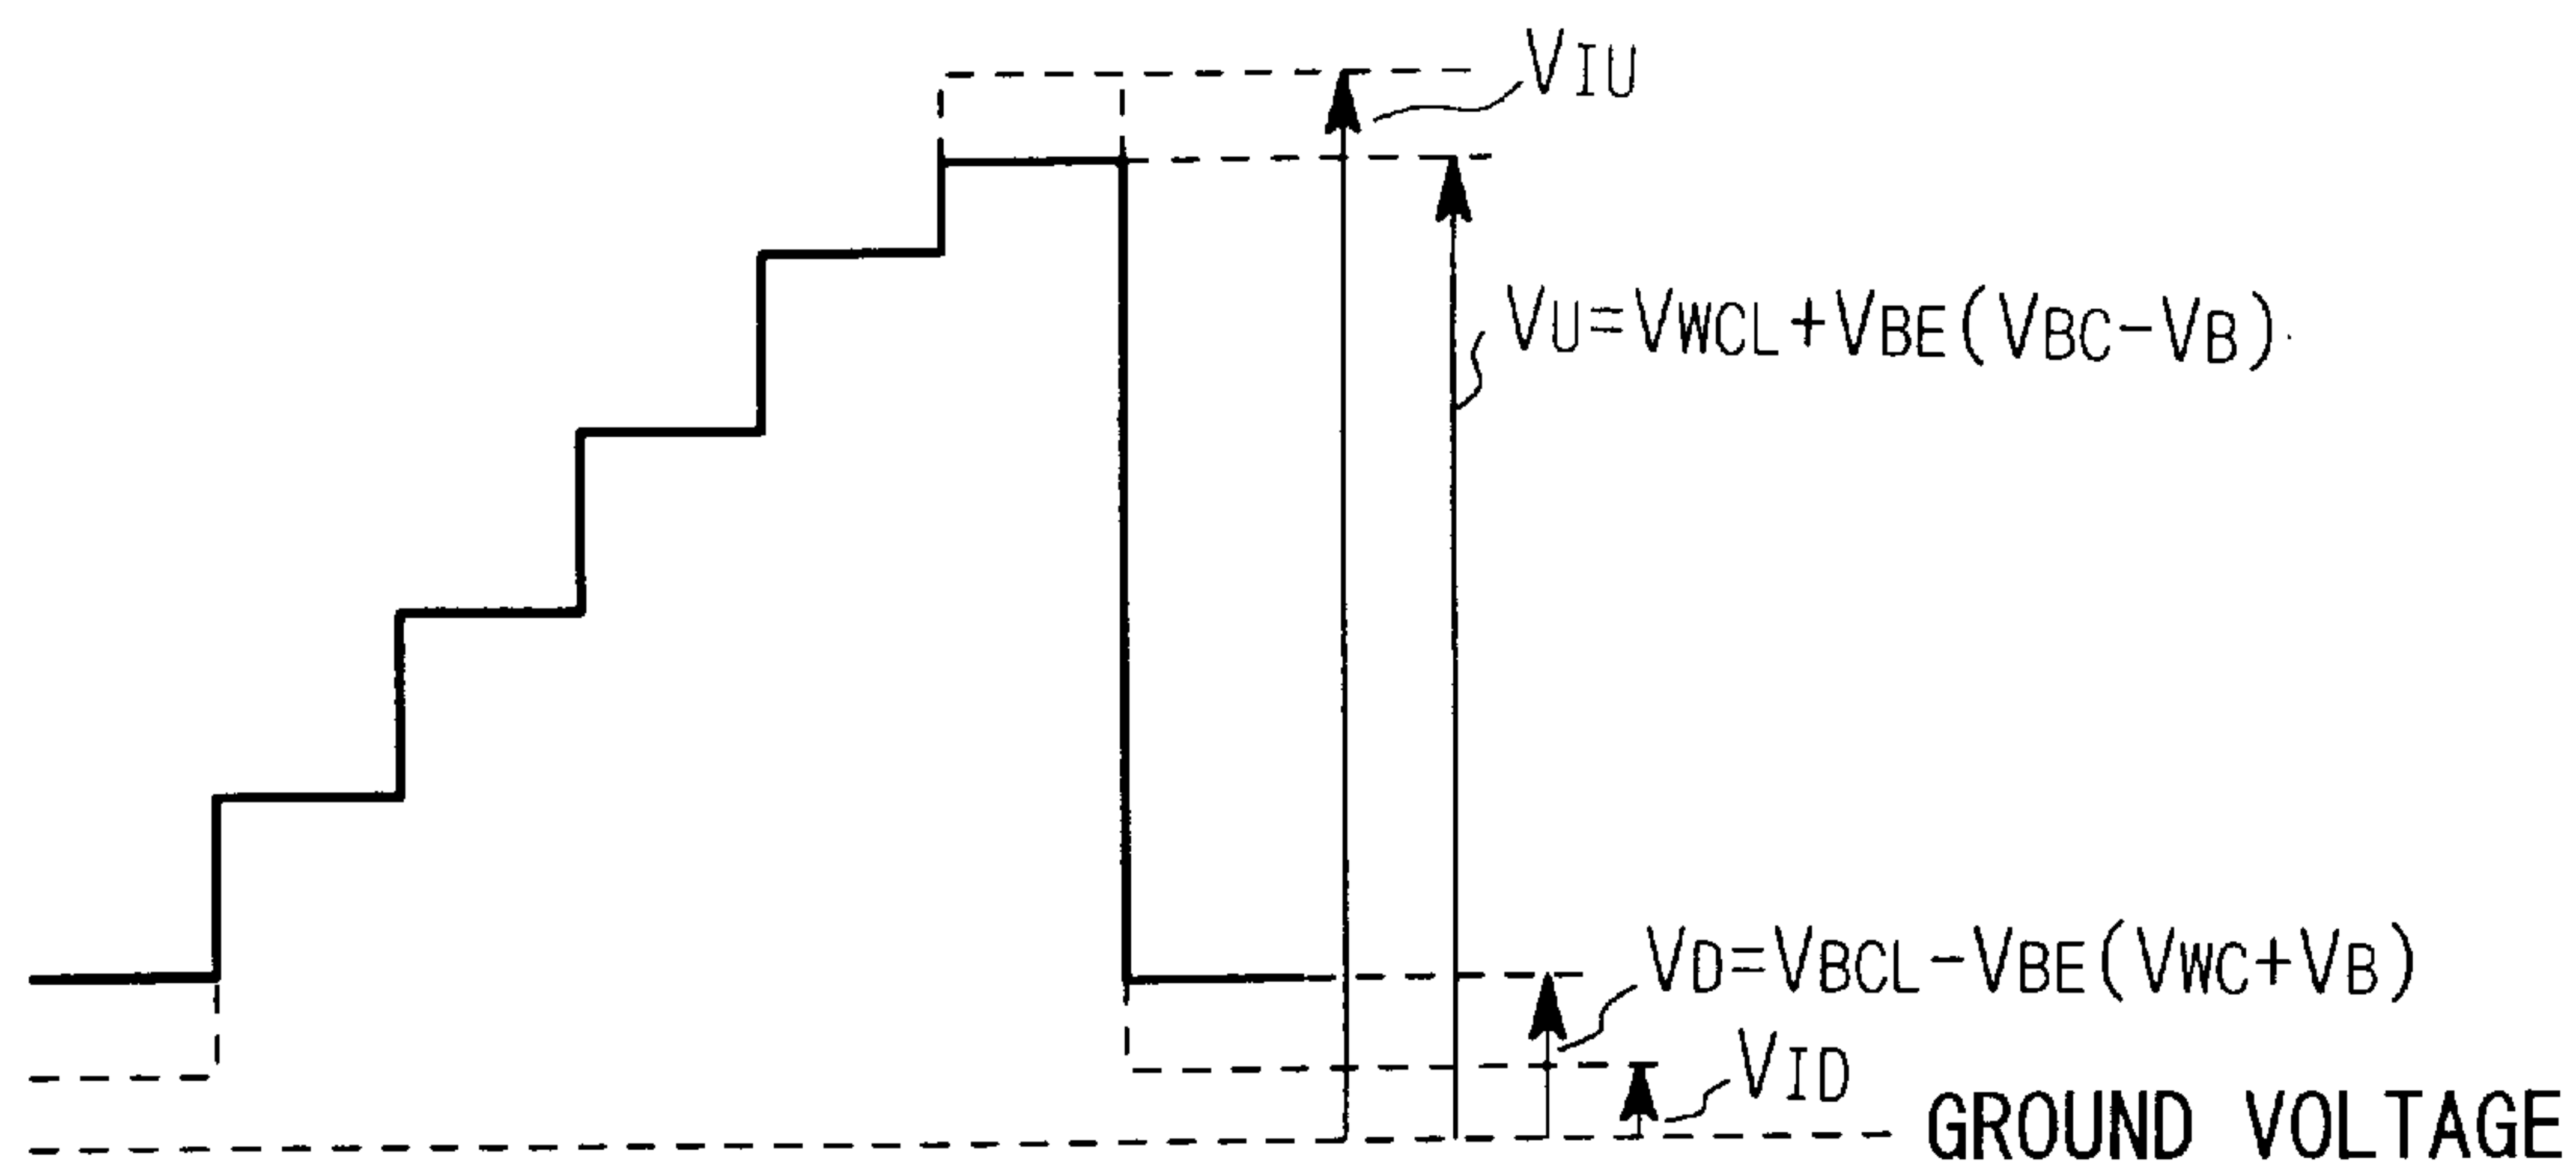 VIU
VU=VWCL+VBE(VBC-VB)
VD=VBCL-VBE(VWC+VB)
VID
GROUND VOLTAGE